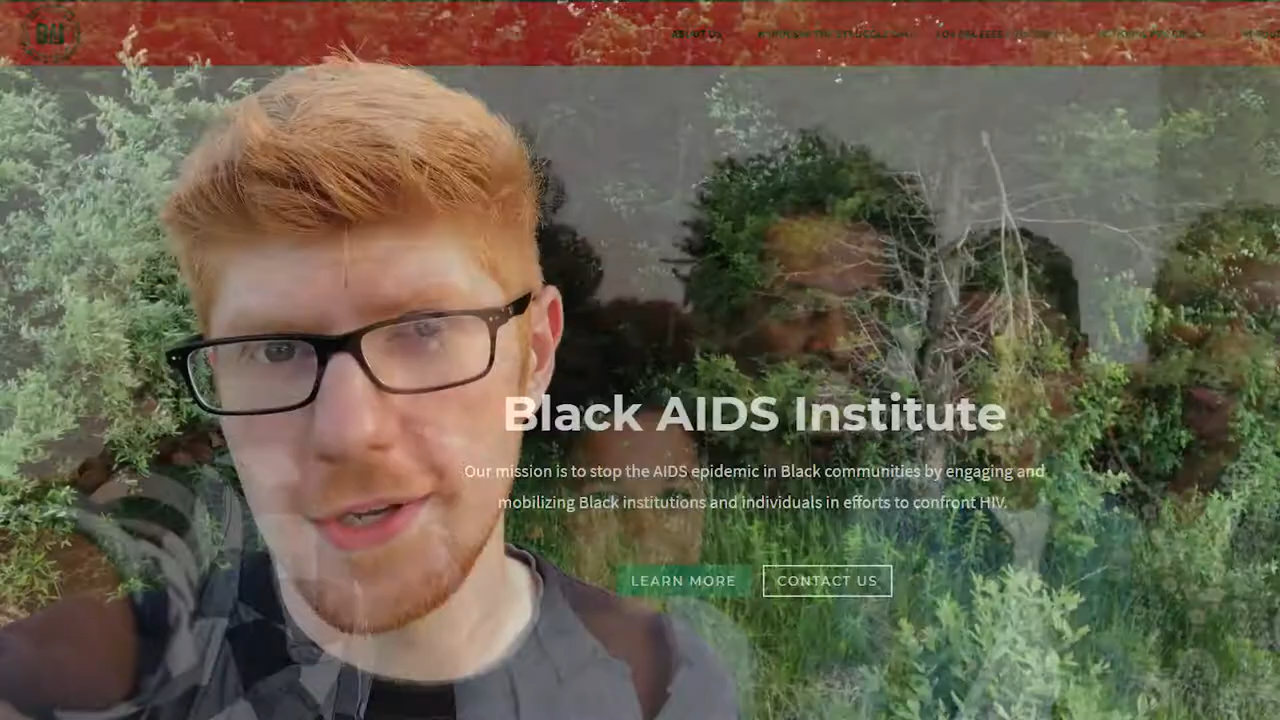 BAI
ABOUT US
Black AIDS Institute
Our mission is to stop the AIDS epidemic in Black communities by engaging and
mobilizing Black institutions and individuals in efforts to confront HIV.
LEARN MORE
CONTACT US